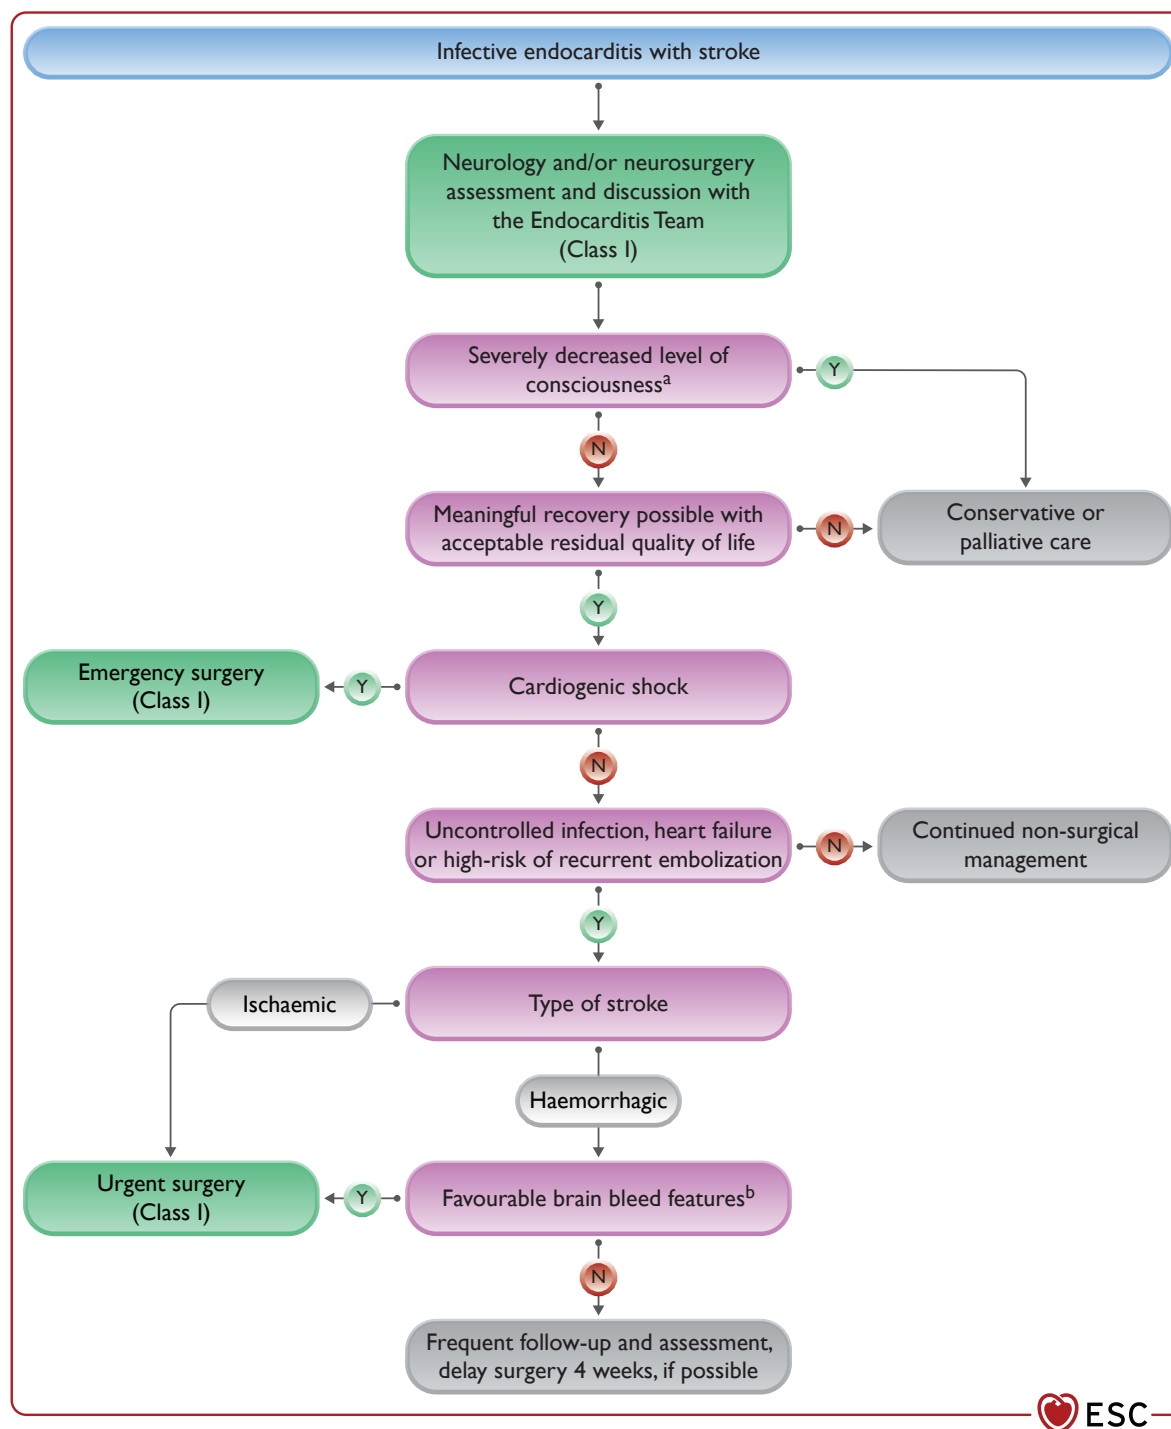 Infective endocarditis with stroke
Neurology and/or neurosurgery
assessment and discussion with
the Endocarditis Team
(Class I)
Severely decreased level of
consciousnessᵃ
Y
N
Meaningful recovery possible with
acceptable residual quality of life
N
Conservative or
palliative care
Y
Emergency surgery
(Class I)
Y
Cardiogenic shock
N
Uncontrolled infection, heart failure
or high-risk of recurrent embolization
N
Continued non-surgical
management
Y
Ischaemic
Type of stroke
Haemorrhagic
Urgent surgery
(Class I)
Y
Favourable brain bleed featuresᵇ
N
Frequent follow-up and assessment,
delay surgery 4 weeks, if possible
ESC